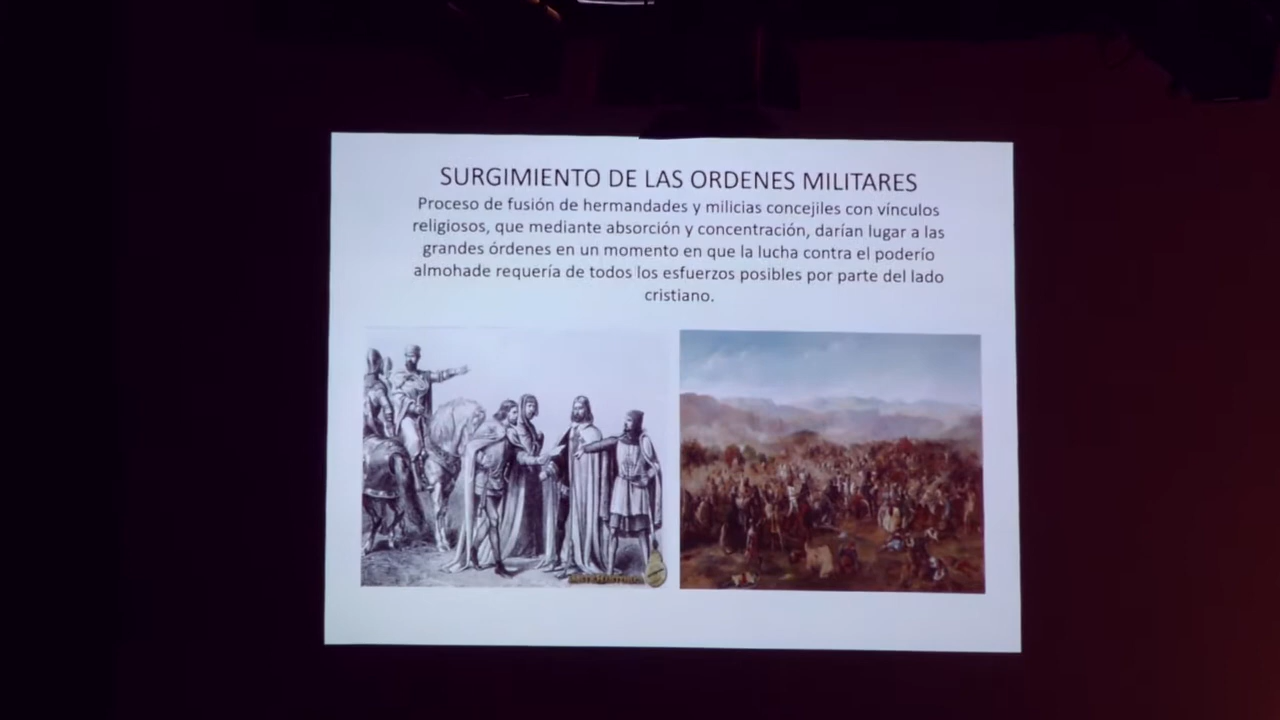 SURGIMIENTO DE LAS ORDENES MILITARES
Proceso de fusión de hermandades y milicias concejiles con vínculos
religiosos, que mediante absorción y concentración, darían lugar a las
grandes órdenes en un momento en que la lucha contra el poderío
almohade requería de todos los esfuerzos posibles por parte del lado
cristiano.
ARTEHISTORIA